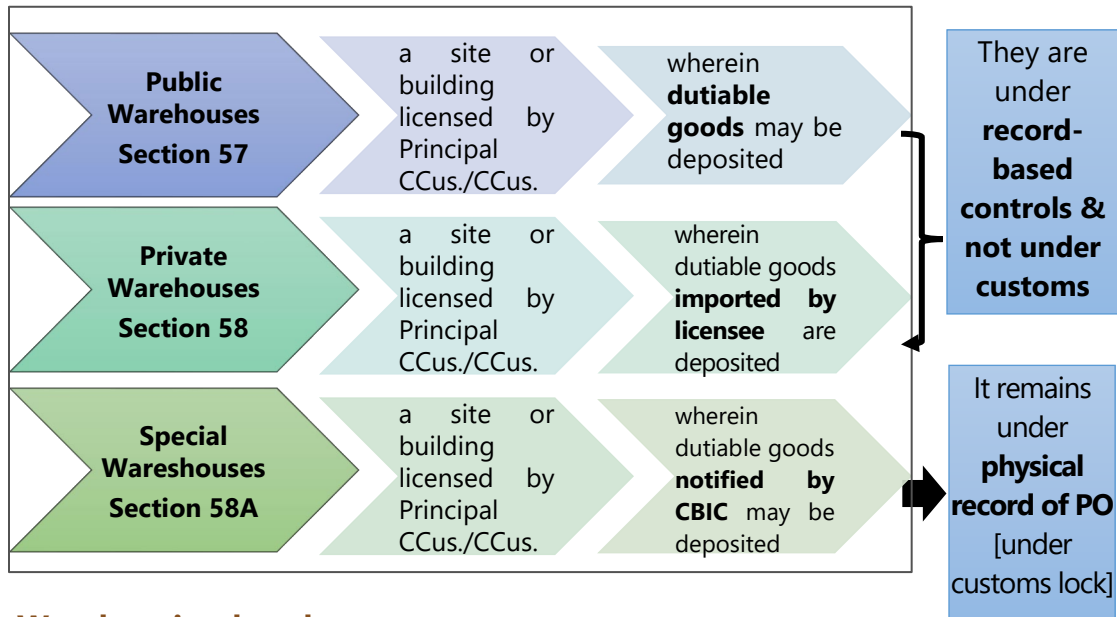 Public
Warehouses
Section 57
a site or
building
licensed by
Principal
CCus./CCus.
wherein
dutiable
goods may be
deposited
Private
Warehouses
Section 58
a site or
building
licensed by
Principal
CCus./CCus.
wherein
dutiable goods
imported by
licensee are
deposited
Special
Wareshouses
Section 58A
a site or
building
licensed by
Principal
CCus./CCus.
wherein
dutiable goods
notified by
CBIC may be
deposited
They are
under
record-
based
controls &
not under
customs
It remains
under
physical
record of PO
[under
customs lock]